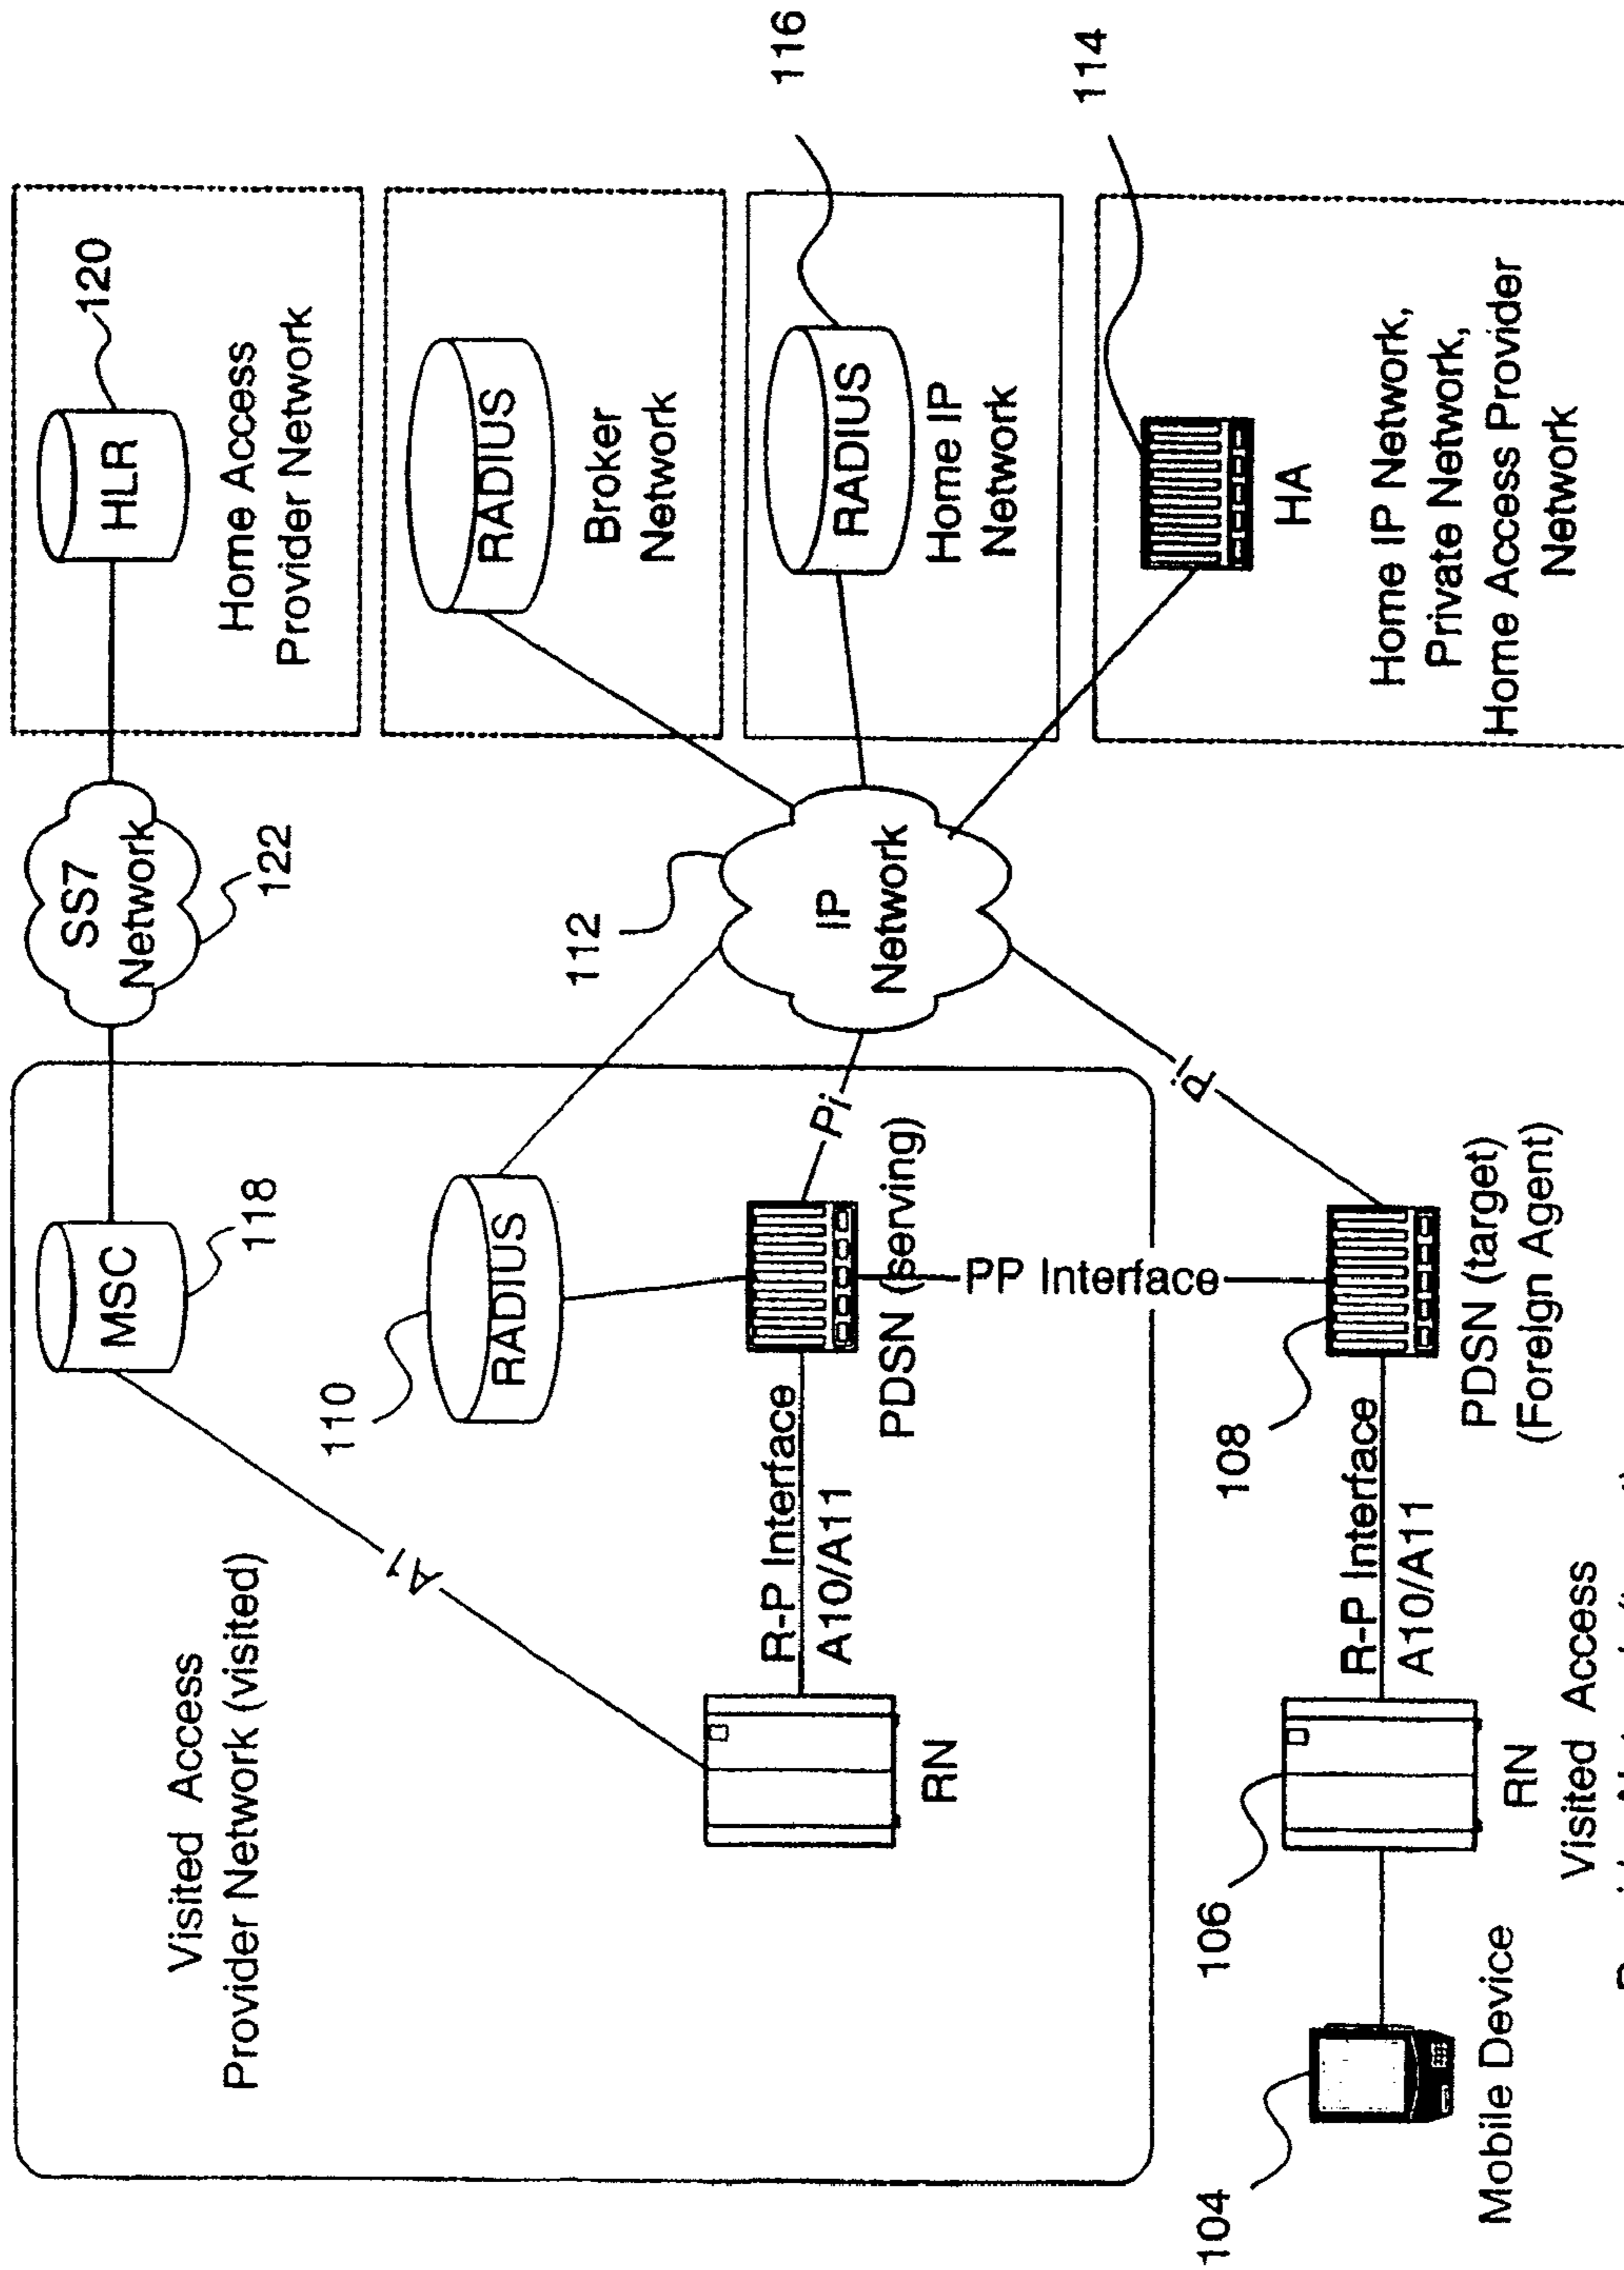 Visited Access
Provider Network (visited)
MSC
118
A1
110
RADIUS
RN
R-P Interface
A10/A11
PDSN (serving)
Pi
PP Interface
SS7
Network
122
112
IP
Network
HLR
120
Home Access
Provider Network
RADIUS
Broker
Network
RADIUS
116
Home IP
Network
114
HA
Home IP Network,
Private Network,
Home Access Provider
Network
104
Mobile Device
106
RN
R-P Interface
A10/A11
108
PDSN (target)
(Foreign Agent)
Pi
Visited Access